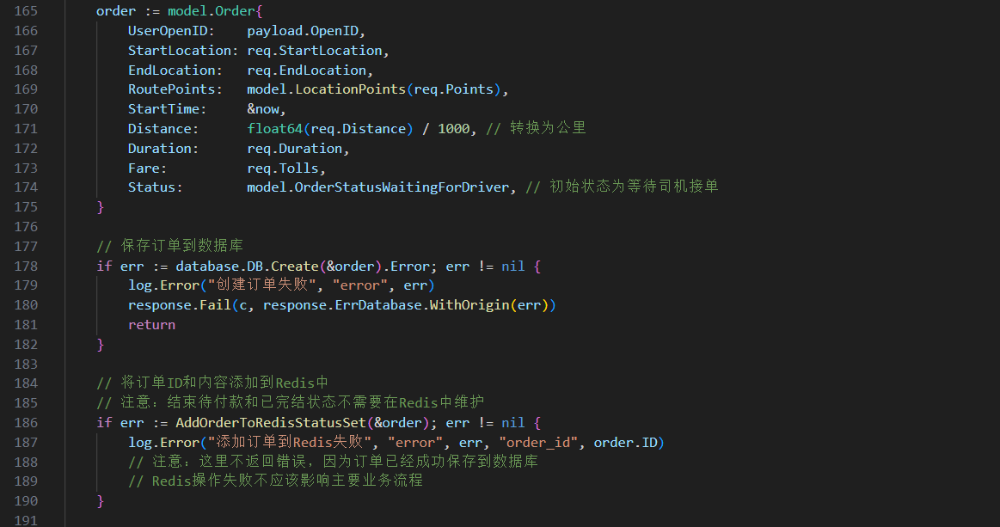 165 order := model.Order{
166 UserOpenID: payload.OpenID,
167 StartLocation: req.StartLocation,
168 EndLocation: req.EndLocation,
169 RoutePoints: model.LocationPoints(req.Points),
170 StartTime: &now,
171 Distance: float64(req.Distance) / 1000, // 转换为公里
172 Duration: req.Duration,
173 Fare: req.Tolls,
174 Status: model.OrderStatusWaitingForDriver, // 初始状态为等待司机接单
175 }
176
177 // 保存订单到数据库
178 if err := database.DB.Create(&order).Error; err != nil {
179 log.Error("创建订单失败", "error", err)
180 response.Fail(c, response.ErrDatabase.WithOrigin(err))
181 return
182 }
183
184 // 将订单ID和内容添加到Redis中
185 // 注意：结束待付款和已完结状态不需要在Redis中维护
186 if err := AddOrderToRedisStatusSet(&order); err != nil {
187 log.Error("添加订单到Redis失败", "error", err, "order_id", order.ID)
188 // 注意：这里不返回错误，因为订单已经成功保存到数据库
189 // Redis操作失败不应该影响主要业务流程
190 }
191